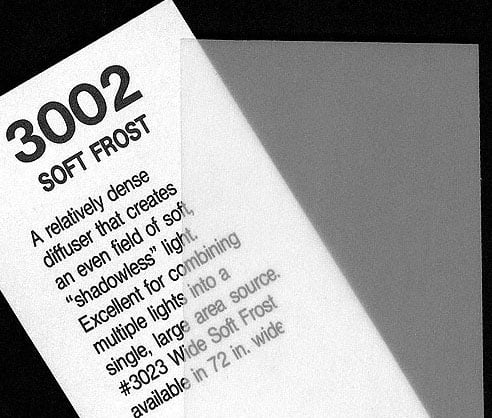 3002
SOFT FROST
A relatively dense
diffuser that creates
an even field of soft,
"shadowless" light.
Excellent for combining
multiple lights into a
single, large area source.
#3023 Wide Soft Frost
available in 72 in. wide